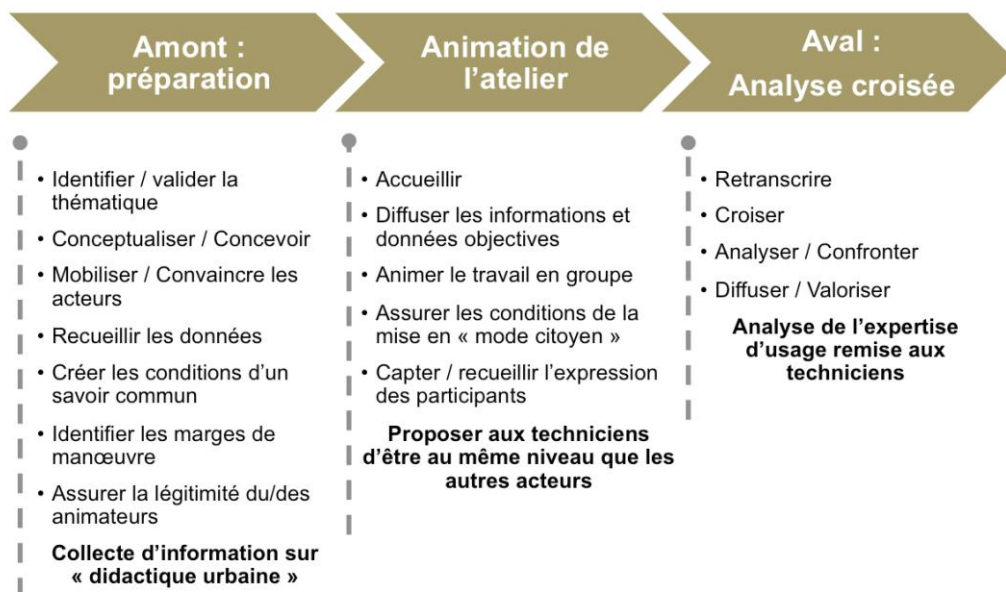 Amont :
préparation
• Identifier / valider la
thématique
• Conceptualiser / Concevoir
• Mobiliser / Convaincre les
acteurs
• Recueillir les données
• Créer les conditions d’un
savoir commun
• Identifier les marges de
manœuvre
• Assurer la légitimité du/des
animateurs
Collecte d’information sur
« didactique urbaine »
Animation de
l’atelier
• Accueillir
• Diffuser les informations et
données objectives
• Animer le travail en groupe
• Assurer les conditions de la
mise en « mode citoyen »
• Capter / recueillir l’expression
des participants
Proposer aux techniciens
d’être au même niveau que les
autres acteurs
Aval :
Analyse croisée
• Retranscrire
• Croiser
• Analyser / Confronter
• Diffuser / Valoriser
Analyse de l’expertise
d’usage remise aux
techniciens